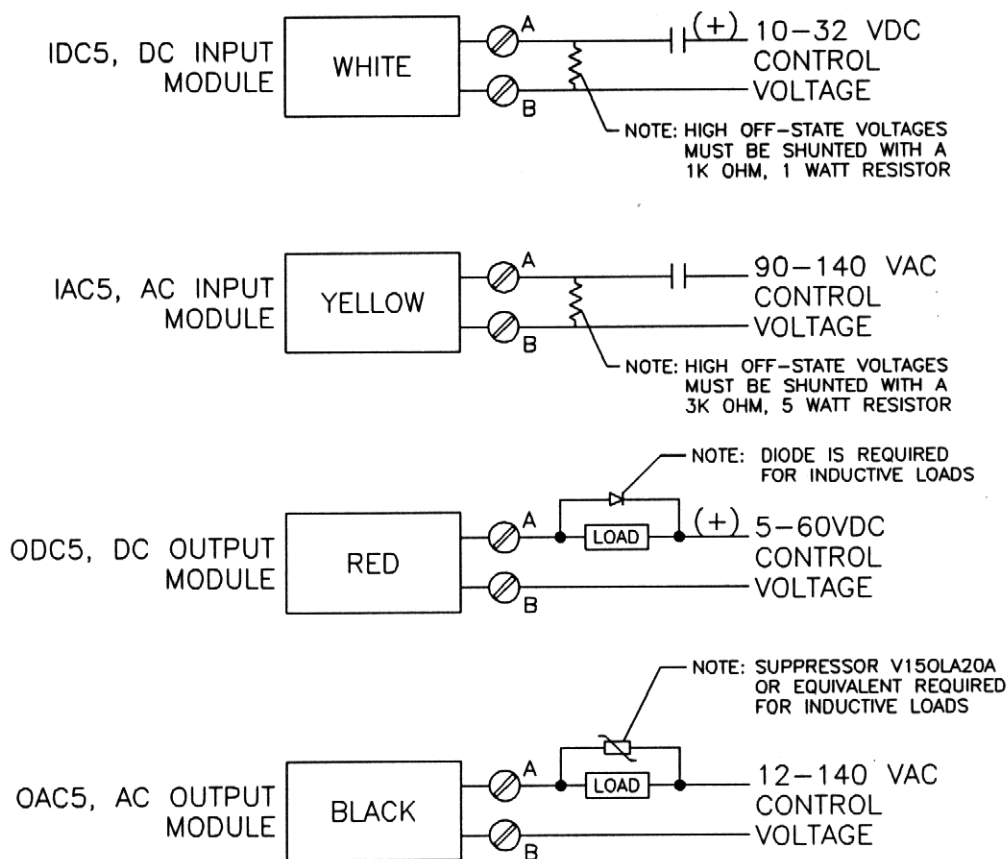 IDC5, DC INPUT
MODULE
WHITE
A
B
(+)
10-32 VDC
CONTROL
VOLTAGE
NOTE: HIGH OFF-STATE VOLTAGES
MUST BE SHUNTED WITH A
1K OHM, 1 WATT RESISTOR
IAC5, AC INPUT
MODULE
YELLOW
A
B
90-140 VAC
CONTROL
VOLTAGE
NOTE: HIGH OFF-STATE VOLTAGES
MUST BE SHUNTED WITH A
3K OHM, 5 WATT RESISTOR
NOTE: DIODE IS REQUIRED
FOR INDUCTIVE LOADS
ODC5, DC OUTPUT
MODULE
RED
A
B
LOAD
(+)
5-60VDC
CONTROL
VOLTAGE
NOTE: SUPPRESSOR V150LA20A
OR EQUIVALENT REQUIRED
FOR INDUCTIVE LOADS
OAC5, AC OUTPUT
MODULE
BLACK
A
B
LOAD
12-140 VAC
CONTROL
VOLTAGE